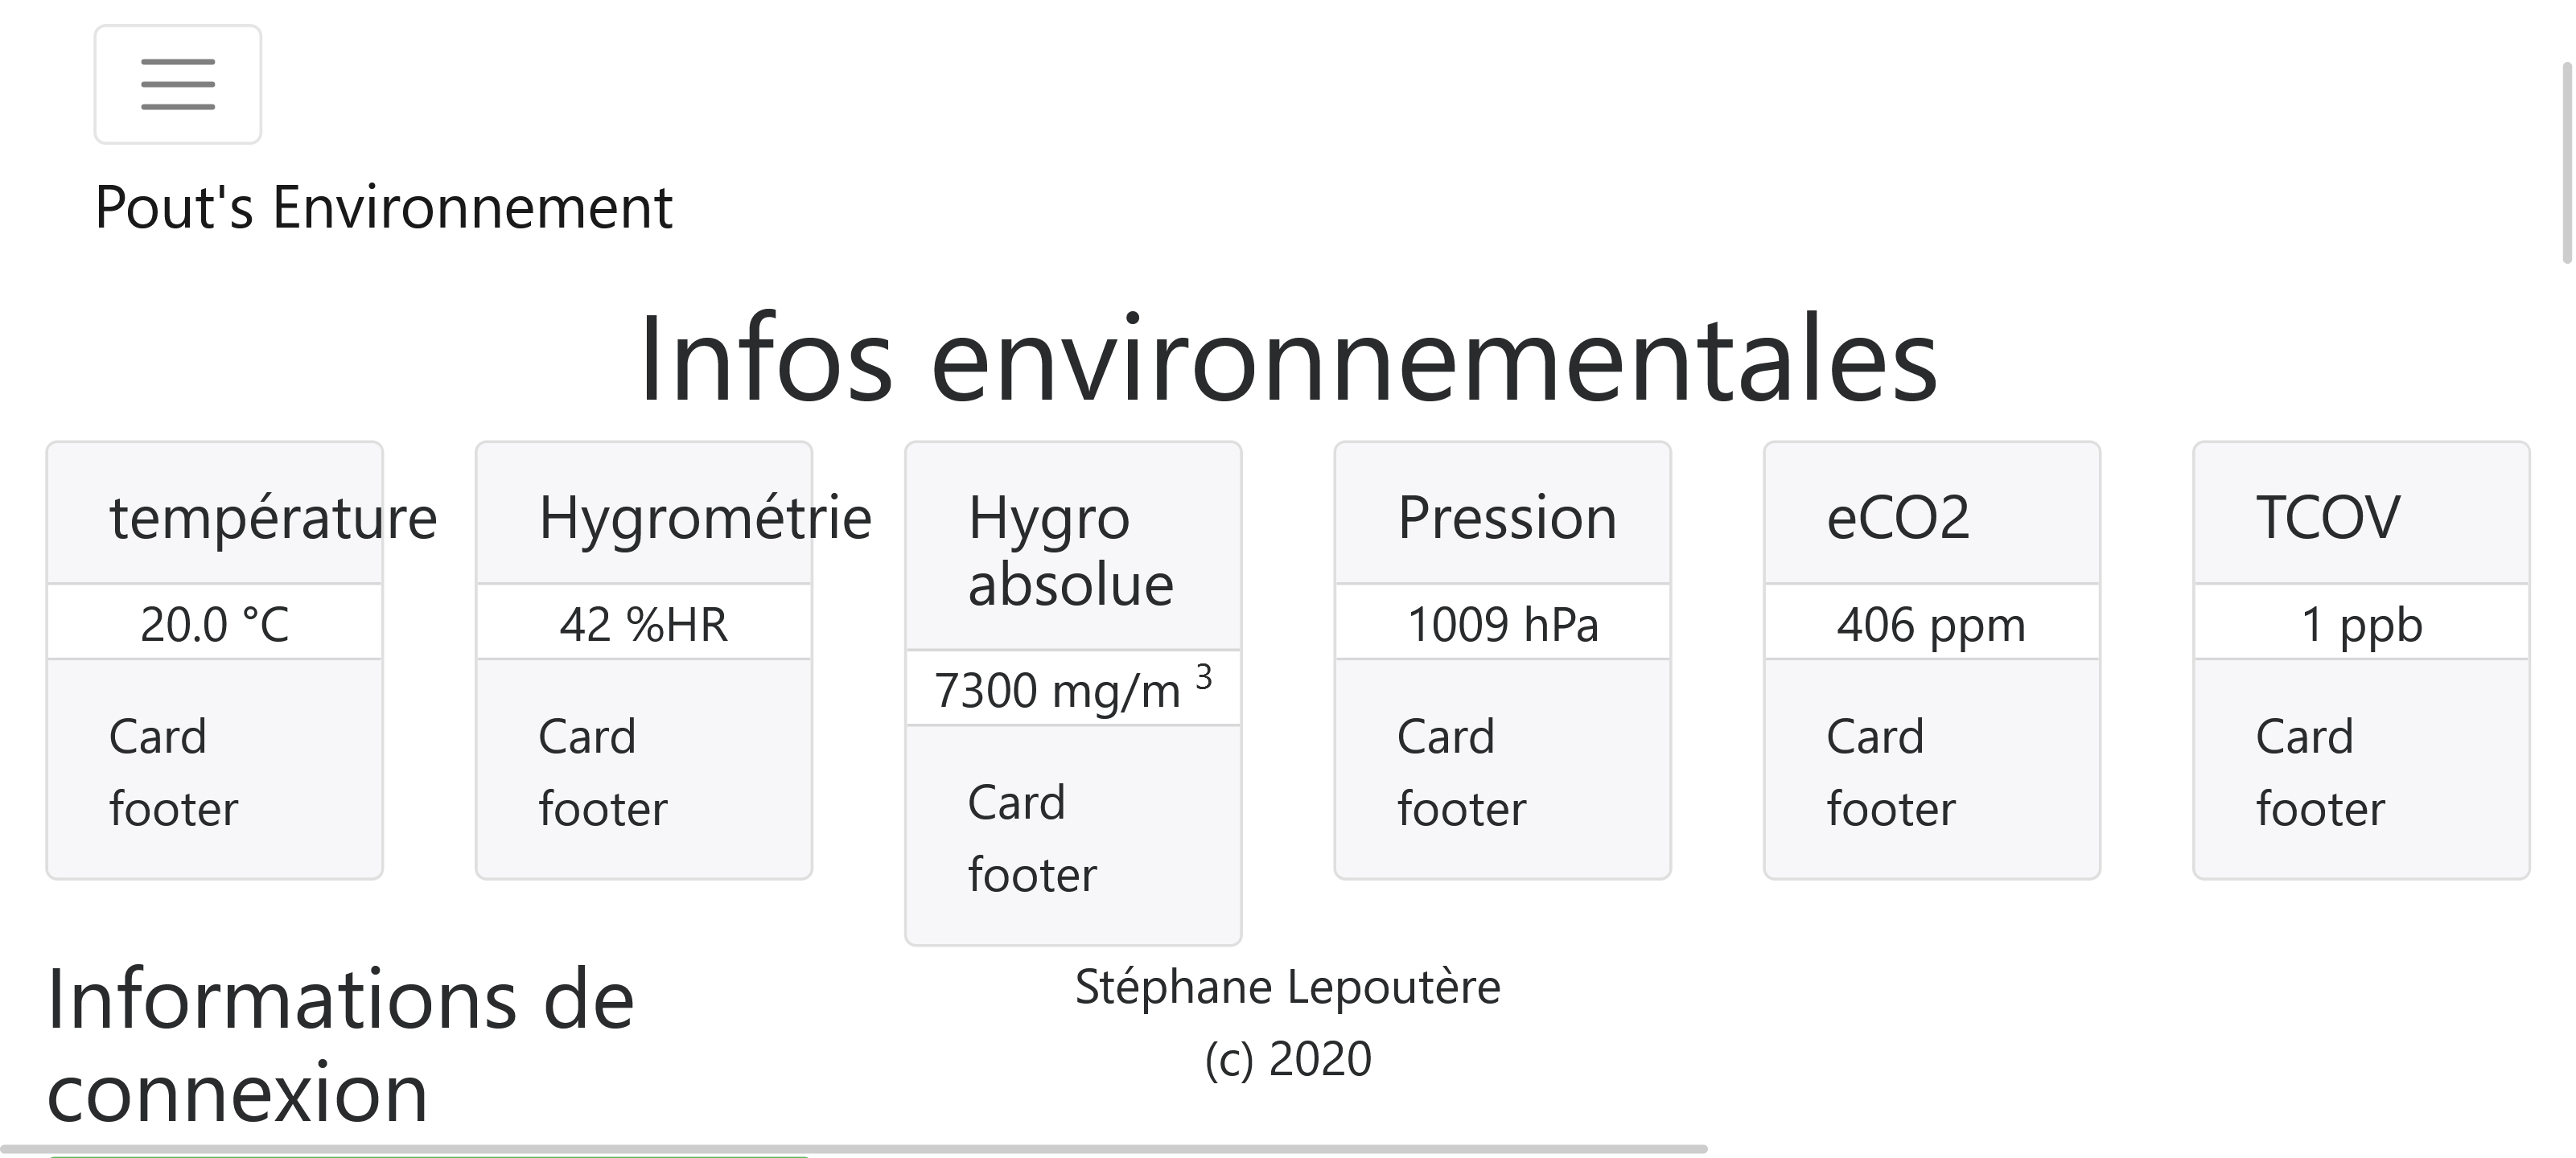 Pout's Environnement
Infos environnementales
température
20.0 °C
Card
footer
Hygrométrie
42 %HR
Card
footer
Hygro
absolue
7300 mg/m ³
Card
footer
Pression
1009 hPa
Card
footer
eCO2
406 ppm
Card
footer
TCOV
1 ppb
Card
footer
Informations de
connexion
Stéphane Lepoutère
(c) 2020